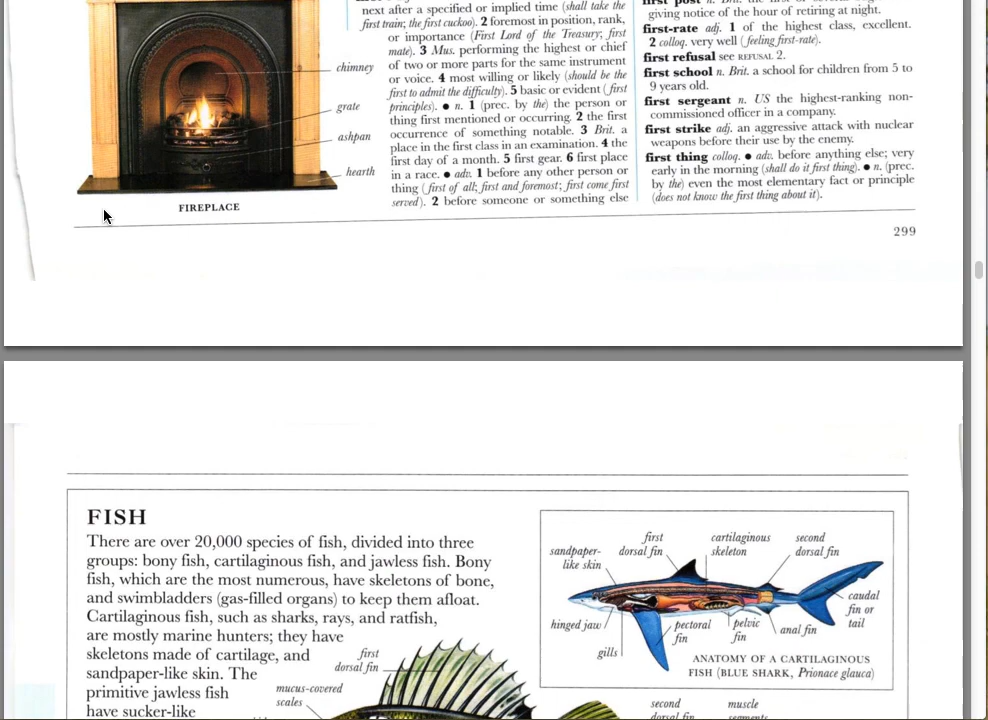 chimney
grate
ashpan
hearth
FIREPLACE
next after a specified or implied time (shall take the
first train; the first cuckoo). 2 foremost in position, rank,
or importance (First Lord of the Treasury; first
mate). 3 Mus. performing the highest or chief
of two or more parts for the same instrument
or voice. 4 most willing or likely (should be the
first to admit the difficulty). 5 basic or evident (first
principles). ● n. 1 (prec. by the) the person or
thing first mentioned or occurring. 2 the first
occurrence of something notable. 3 Brit. a
place in the first class in an examination. 4 the
first day of a month. 5 first gear. 6 first place
in a race. ● adv. 1 before any other person or
thing (first of all; first and foremost; first come first
served). 2 before someone or something else
giving notice of the hour of retiring at night.
first-rate adj. 1 of the highest class, excellent.
2 colloq. very well (feeling first-rate).
first refusal see REFUSAL 2.
first school n. Brit. a school for children from 5 to
9 years old.
first sergeant n. US the highest-ranking non-
commissioned officer in a company.
first strike adj. an aggressive attack with nuclear
weapons before their use by the enemy.
first thing colloq. ● adv. before anything else; very
early in the morning (shall do it first thing). ● n. (prec.
by the) even the most elementary fact or principle
(does not know the first thing about it).
299
FISH
There are over 20,000 species of fish, divided into three
groups: bony fish, cartilaginous fish, and jawless fish. Bony
fish, which are the most numerous, have skeletons of bone,
and swimbladders (gas-filled organs) to keep them afloat.
Cartilaginous fish, such as sharks, rays, and ratfish,
are mostly marine hunters; they have
skeletons made of cartilage, and
sandpaper-like skin. The
primitive jawless fish
have sucker-like
first
dorsal fin
mucus-covered
scales
sandpaper-
like skin
first
dorsal fin
cartilaginous
skeleton
second
dorsal fin
hinged jaw
gills
pectoral
fin
pelvic
fin
anal fin
caudal
fin or
tail
ANATOMY OF A CARTILAGINOUS
FISH (BLUE SHARK, Prionace glauca)
second
dorsal fin
muscle
segments